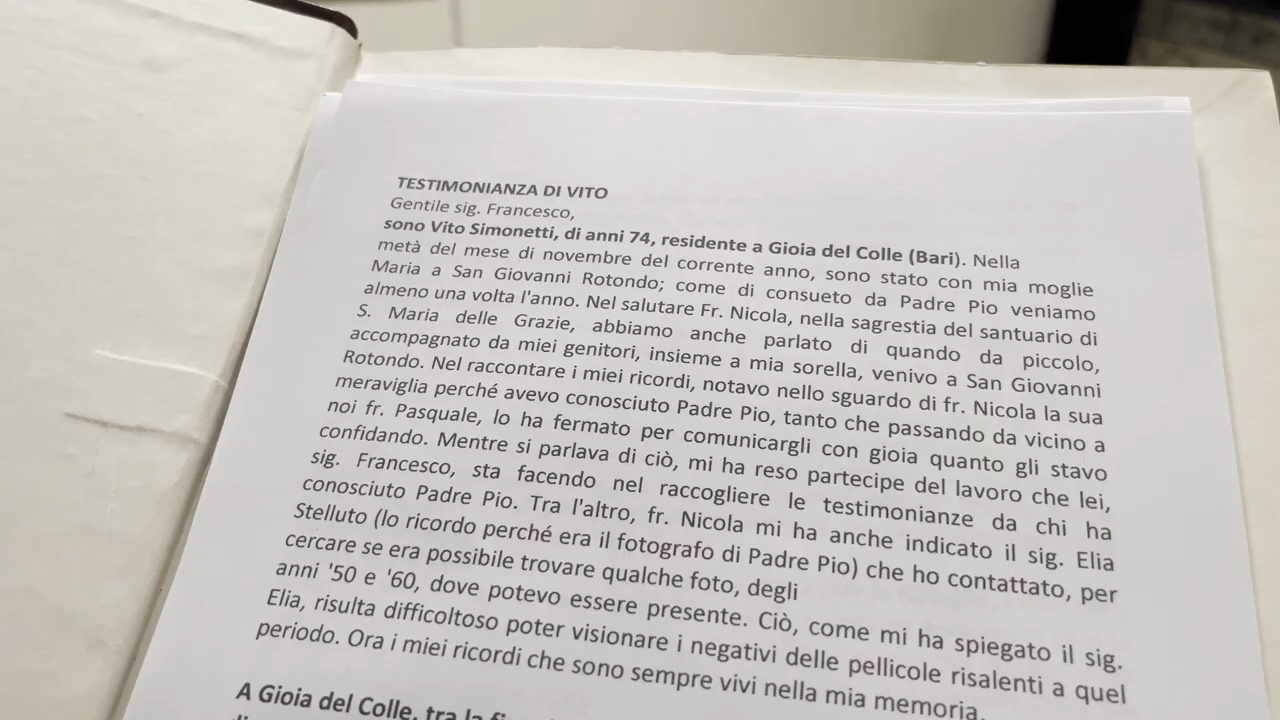 TESTIMONIANZA DI VITO
Gentile sig. Francesco,
sono Vito Simonetti, di anni 74, residente a Gioia del Colle (Bari). Nella
metà del mese di novembre del corrente anno, sono stato con mia moglie
Maria a San Giovanni Rotondo; come di consueto da Padre Pio veniamo
almeno una volta l'anno. Nel salutare Fr. Nicola, nella sagrestia del santuario di
S. Maria delle Grazie, abbiamo anche parlato di quando da piccolo,
accompagnato da miei genitori, insieme a mia sorella, venivo a San Giovanni
Rotondo. Nel raccontare i miei ricordi, notavo nello sguardo di fr. Nicola la sua
meraviglia perché avevo conosciuto Padre Pio, tanto che passando da vicino a
noi fr. Pasquale, lo ha fermato per comunicargli con gioia quanto gli stavo
confidando. Mentre si parlava di ciò, mi ha reso partecipe del lavoro che lei,
sig. Francesco, sta facendo nel raccogliere le testimonianze da chi ha
conosciuto Padre Pio. Tra l'altro, fr. Nicola mi ha anche indicato il sig. Elia
Stelluto (lo ricordo perché era il fotografo di Padre Pio) che ho contattato, per
cercare se era possibile trovare qualche foto, degli
anni '50 e '60, dove potevo essere presente. Ciò, come mi ha spiegato il sig.
Elia, risulta difficoltoso poter visionare i negativi delle pellicole risalenti a quel
periodo. Ora i miei ricordi che sono sempre vivi nella mia memoria.
A Gioia del Colle, tra la